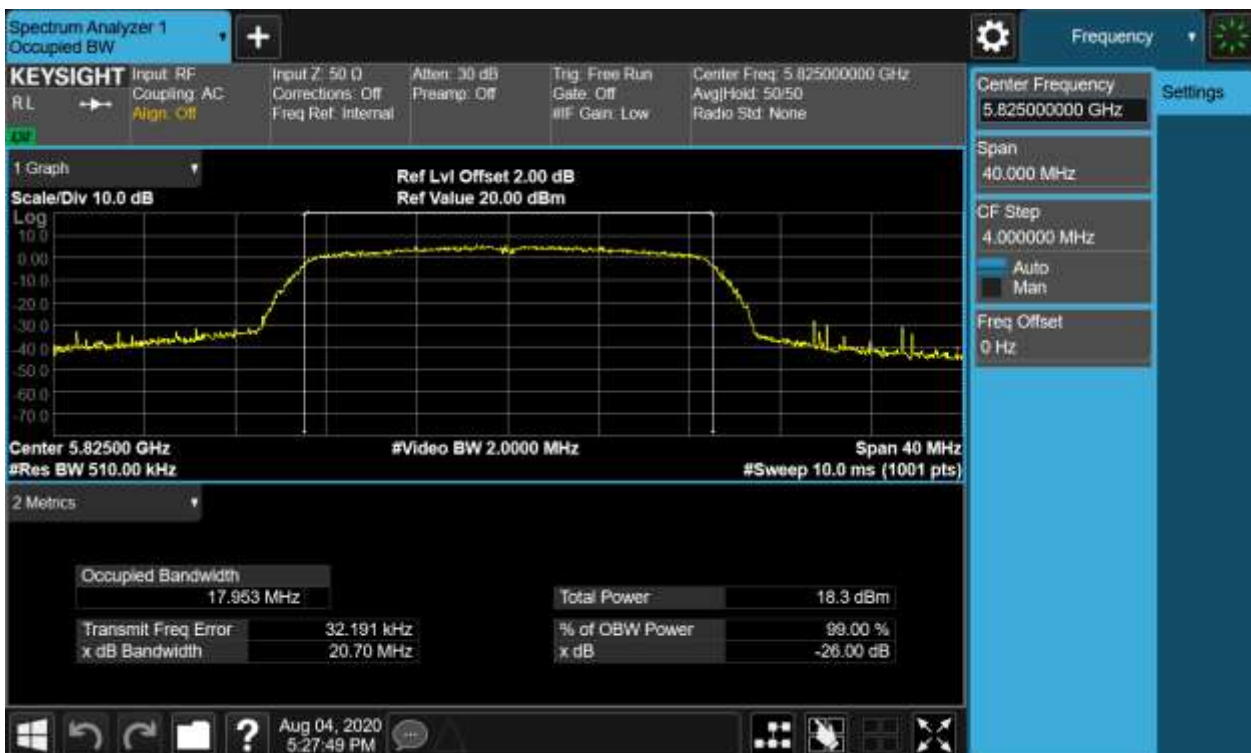 Spectrum Analyzer 1
Occupied BW
+
Frequency
KEYSIGHT
R L
Input: RF
Coupling: AC
Align: Off
Input Z: 50 Ω
Corrections: Off
Freq Ref: Internal
Atten: 30 dB
Preamp: Off
Trig: Free Run
Gate: Off
#IF Gain: Low
Center Freq: 5.825000000 GHz
Avg|Hold: 50/50
Radio Std: None
Center Frequency
5.825000000 GHz
Settings
Span
40.000 MHz
CF Step
4.000000 MHz
Auto
Man
Freq Offset
0 Hz
1 Graph
Scale/Div 10.0 dB
Ref Lvl Offset 2.00 dB
Ref Value 20.00 dBm
Log
10.0
0.00
-10.0
-20.0
-30.0
-40.0
-50.0
-60.0
-70.0
Center 5.82500 GHz
#Video BW 2.0000 MHz
Span 40 MHz
#Res BW 510.00 kHz
#Sweep 10.0 ms (1001 pts)
2 Metrics
Occupied Bandwidth
17.953 MHz
Total Power 18.3 dBm
Transmit Freq Error 32.191 kHz
% of OBW Power 99.00 %
x dB Bandwidth 20.70 MHz
x dB -26.00 dB
?
Aug 04, 2020
5:27:49 PM